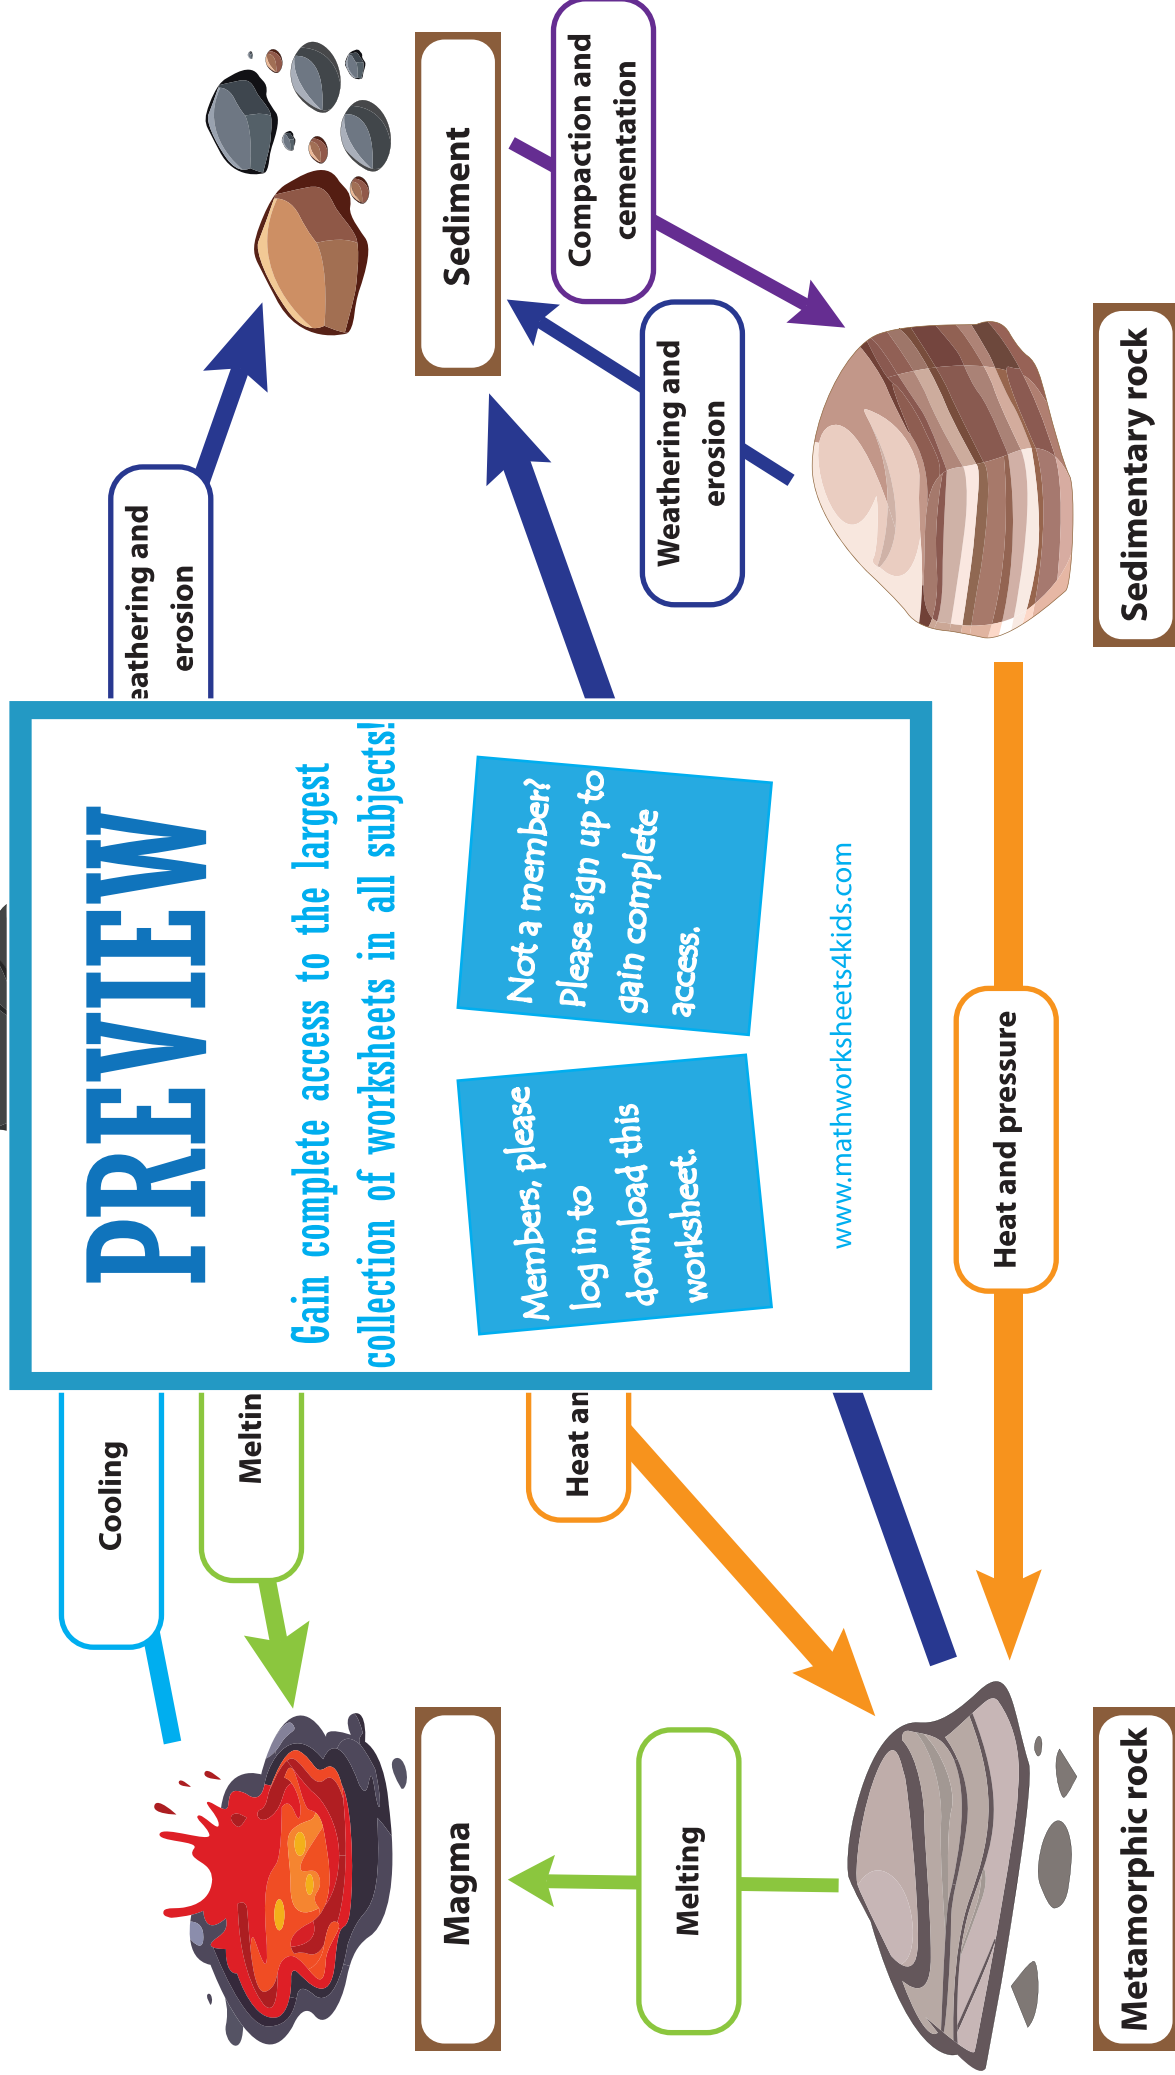 Cooling
eathering and
erosion
Meltin
PREVIEW
Gain complete access to the largest
collection of worksheets in all subjects!
Magma
Sediment
Members, please
log in to
download this
worksheet.
Not a member?
Please sign up to
gain complete
access.
Heat an
Compaction and
cementation
Melting
Weathering and
erosion
www.mathworksheets4kids.com
Heat and pressure
Metamorphic rock
Sedimentary rock